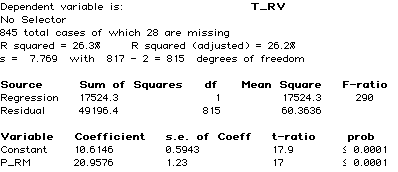 Dependent variable is: T_RV
No Selector
845 total cases of which 28 are missing
R squared = 26.3% R squared (adjusted) = 26.2%
s = 7.769 with 817 - 2 = 815 degrees of freedom
Source Sum of Squares df Mean Square F-ratio
Regression 17524.3 1 17524.3 290
Residual 49196.4 815 60.3636
Variable Coefficient s.e. of Coeff t-ratio prob
Constant 10.6146 0.5943 17.9 ≤ 0.0001
P_RM 20.9576 1.23 17 ≤ 0.0001